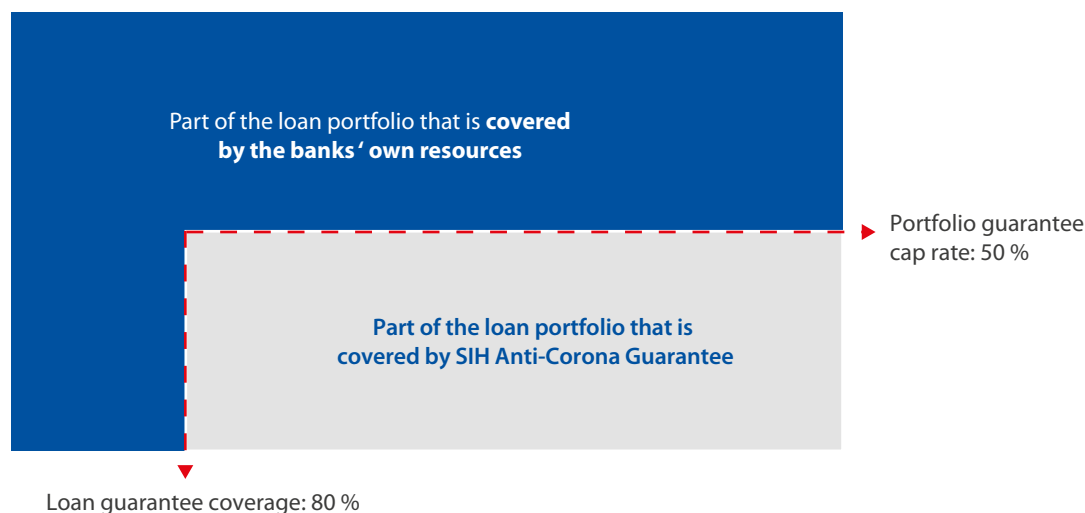 Part of the loan portfolio that is covered
by the banks‘ own resources
Portfolio guarantee
cap rate: 50 %
Part of the loan portfolio that is
covered by SIH Anti-Corona Guarantee
Loan guarantee coverage: 80 %